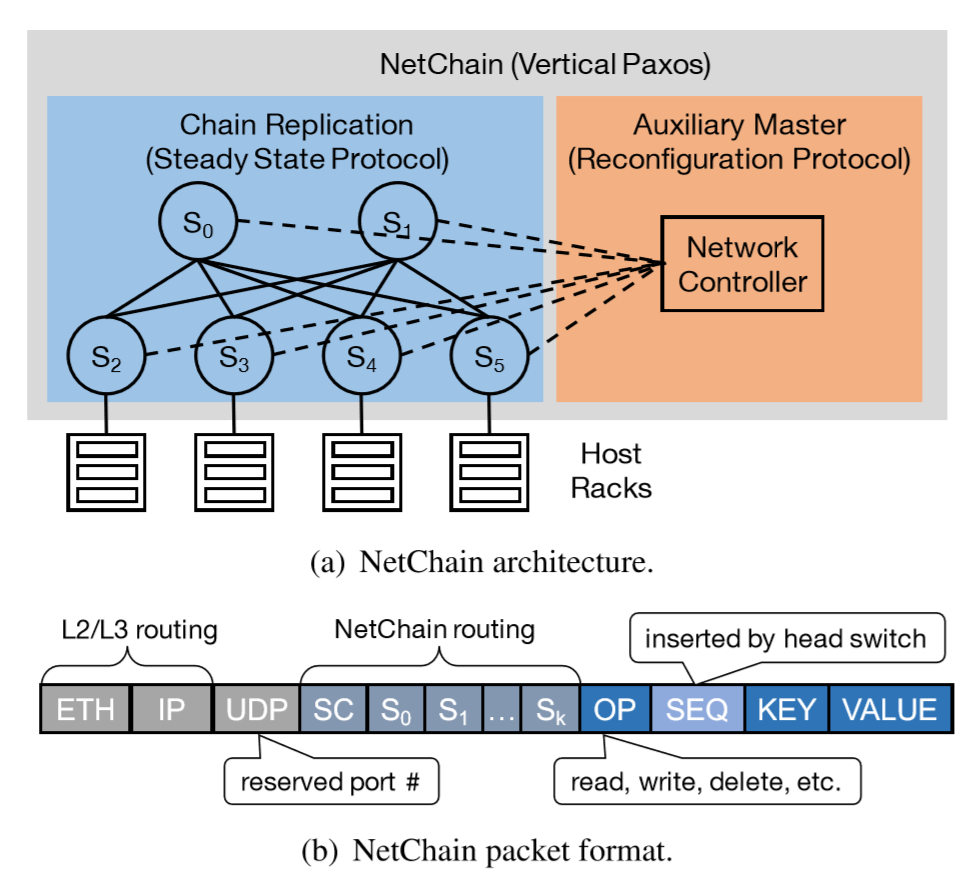 NetChain (Vertical Paxos)
Chain Replication
(Steady State Protocol)
Auxiliary Master
(Reconfiguration Protocol)
S0
S1
Network
Controller
S2
S3
S4
S5
Host
Racks
(a) NetChain architecture.
L2/L3 routing
NetChain routing
inserted by head switch
ETH IP UDP SC S0 S1 ... Sk OP SEQ KEY VALUE
reserved port #
read, write, delete, etc.
(b) NetChain packet format.